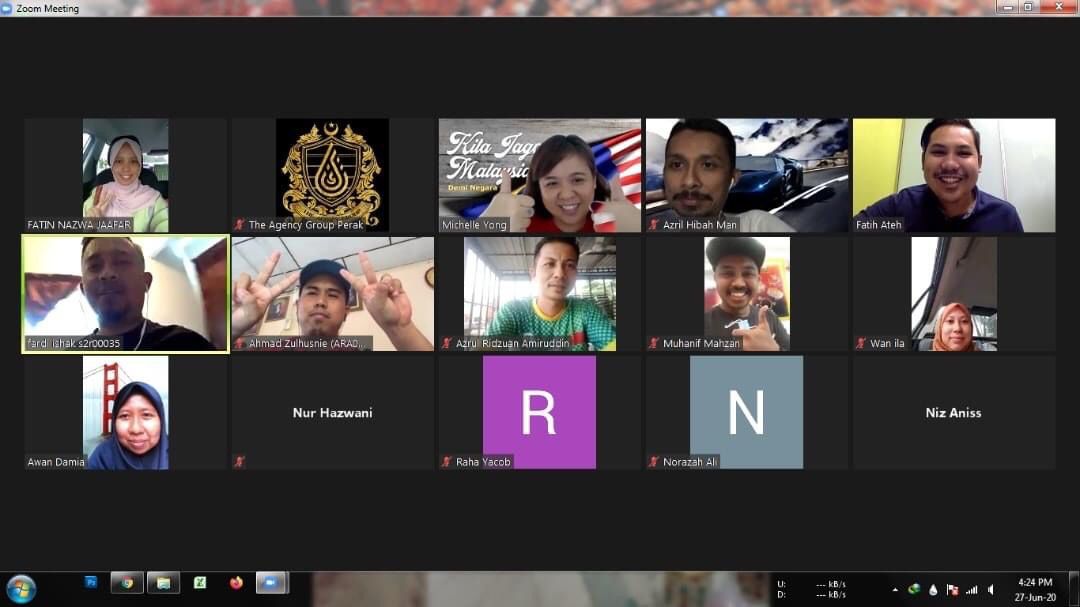 Zoom Meeting
FATIN NAZWA JAAFAR
The Agency Group Perak
Kita Jaga
Malaysia
Demi Negara
Michelle Yong
Azril Hibah Man
Fatih Ateh
fardi ishak s2r00035
Ahmad Zulhusnie (ARAD...
Azrul Ridzuan Amiruddin
Muhanif Mahzan
Wan ila
Awan Damia
Nur Hazwani
R
Raha Yacob
N
Norazah Ali
Niz Aniss
Ps
U: --- kB/s
D: --- kB/s
4:24 PM
27-Jun-20